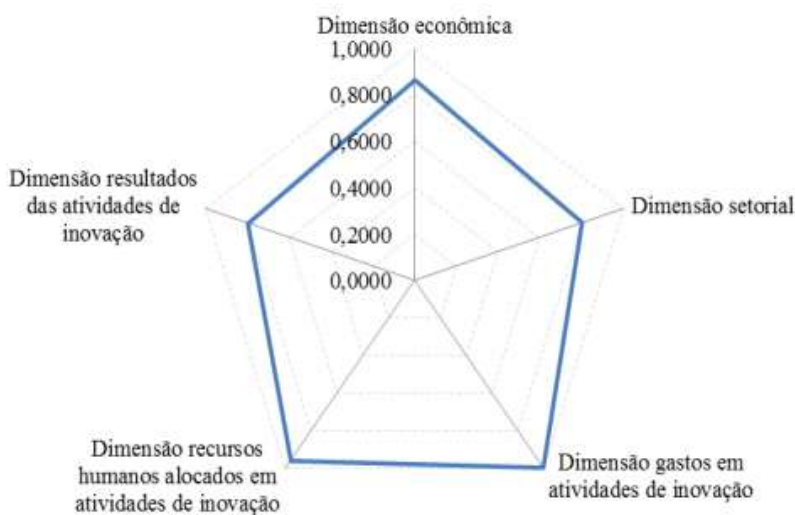 Dimensão econômica
1,0000
0,8000
0,6000
0,4000
0,2000
0,0000
Dimensão setorial
Dimensão gastos em
atividades de inovação
Dimensão recursos
humanos alocados em
atividades de inovação
Dimensão resultados
das atividades de
inovação